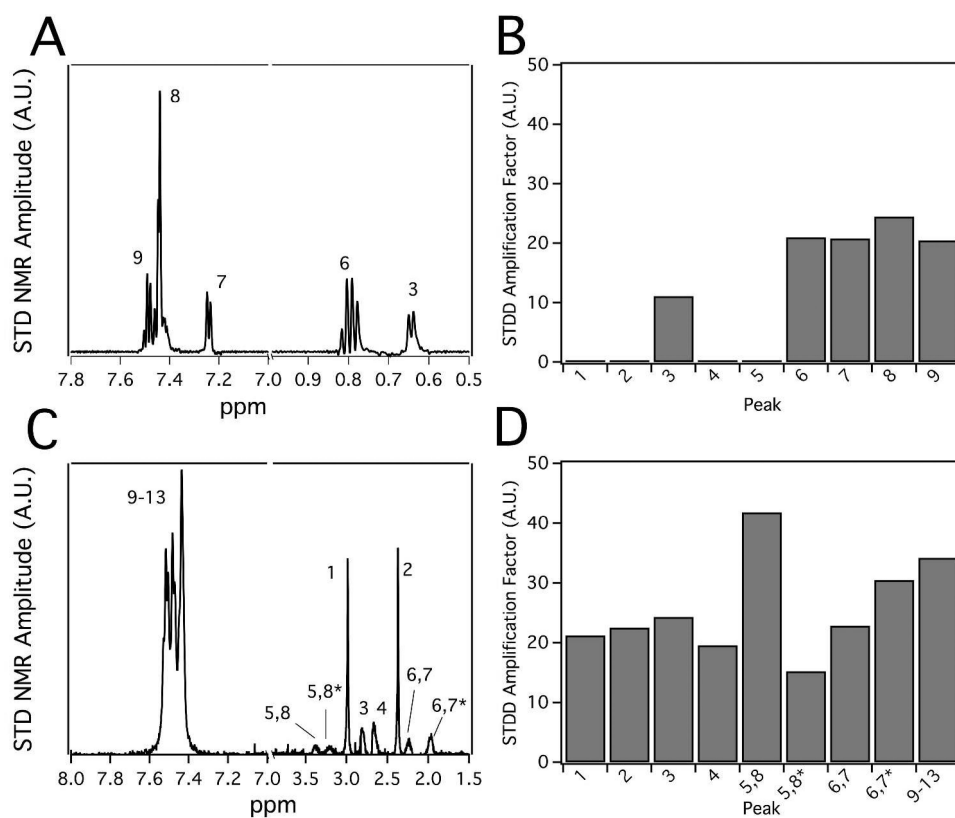 A
STD NMR Amplitude (A.U.)
8
9
7
6
3
7.8 7.6 7.4 7.2 7.0 0.9 0.8 0.7 0.6 0.5
ppm
B
STDD Amplification Factor (A.U.)
50
40
30
20
10
0
1 2 3 4 5 6 7 8 9
Peak
C
STD NMR Amplitude (A.U.)
9-13
1
2
5,8
5,8*
3 4
6,7
6,7*
8.0 7.8 7.6 7.4 7.2 7.0 3.5 3.0 2.5 2.0 1.5
ppm
D
STDD Amplification Factor (A.U.)
50
40
30
20
10
0
1 2 3 4 5,8 5,8* 6,7 6,7* 9-13
Peak